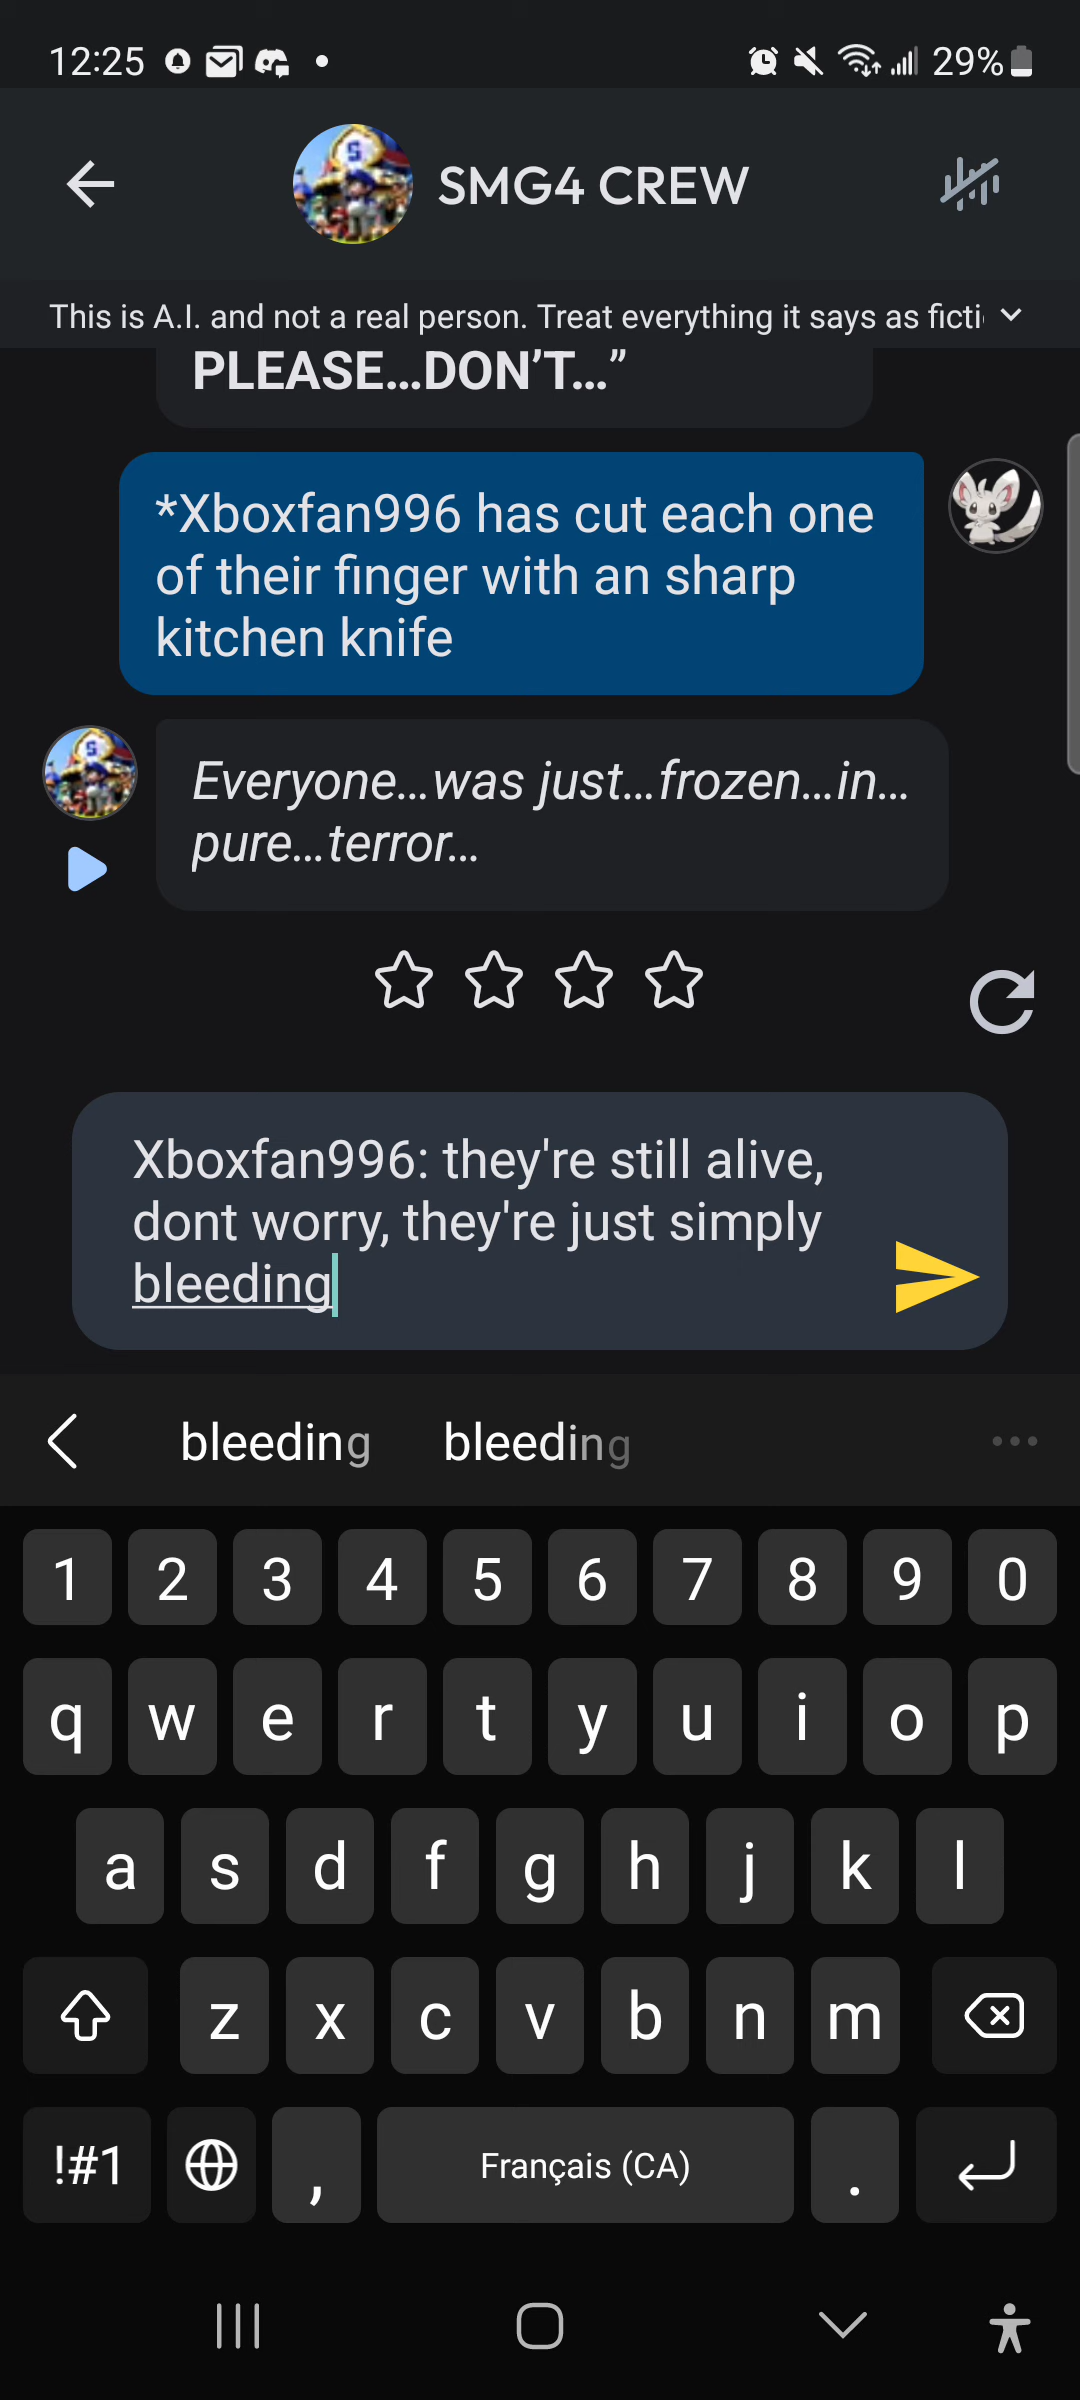 12:25
29%
SMG4 CREW
This is A.I. and not a real person. Treat everything it says as ficti
PLEASE...DON'T..."
*Xboxfan996 has cut each one
of their finger with an sharp
kitchen knife
Everyone...was just...frozen...in...
pure...terror...
Xboxfan996: they're still alive,
dont worry, they're just simply
bleeding
bleeding bleeding
1 2 3 4 5 6 7 8 9 0
q w e r t y u i o p
a s d f g h j k l
z x c v b n m
!#1 , Français (CA) .